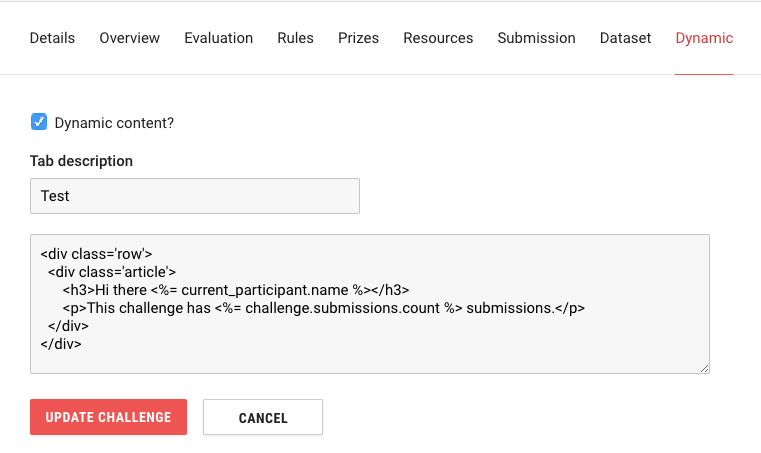 Details Overview Evaluation Rules Prizes Resources Submission Dataset Dynamic
Dynamic content?
Tab description
Test
<div class='row'>
  <div class='article'>
      <h3>Hi there <%= current_participant.name %></h3>
      <p>This challenge has <%= challenge.submissions.count %> submissions.</p>
  </div>
</div>
UPDATE CHALLENGE CANCEL